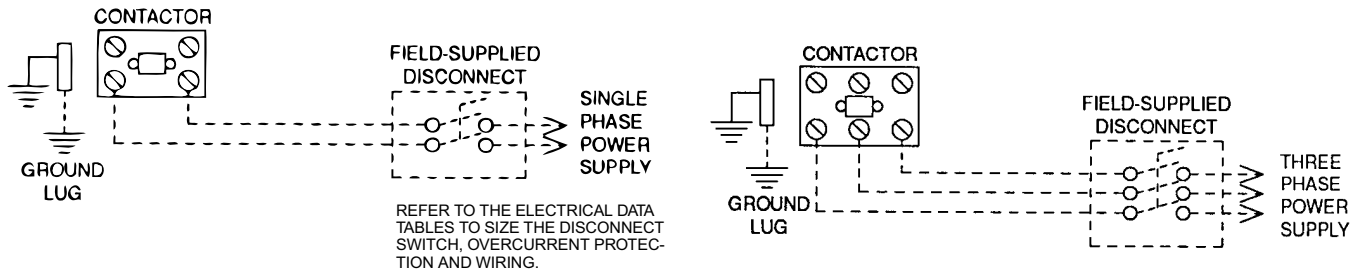 CONTACTOR
FIELD-SUPPLIED
DISCONNECT
SINGLE
PHASE
POWER
SUPPLY
GROUND
LUG
REFER TO THE ELECTRICAL DATA
TABLES TO SIZE THE DISCONNECT
SWITCH, OVERCURRENT PROTEC-
TION AND WIRING.
CONTACTOR
FIELD-SUPPLIED
DISCONNECT
THREE
PHASE
POWER
SUPPLY
GROUND
LUG